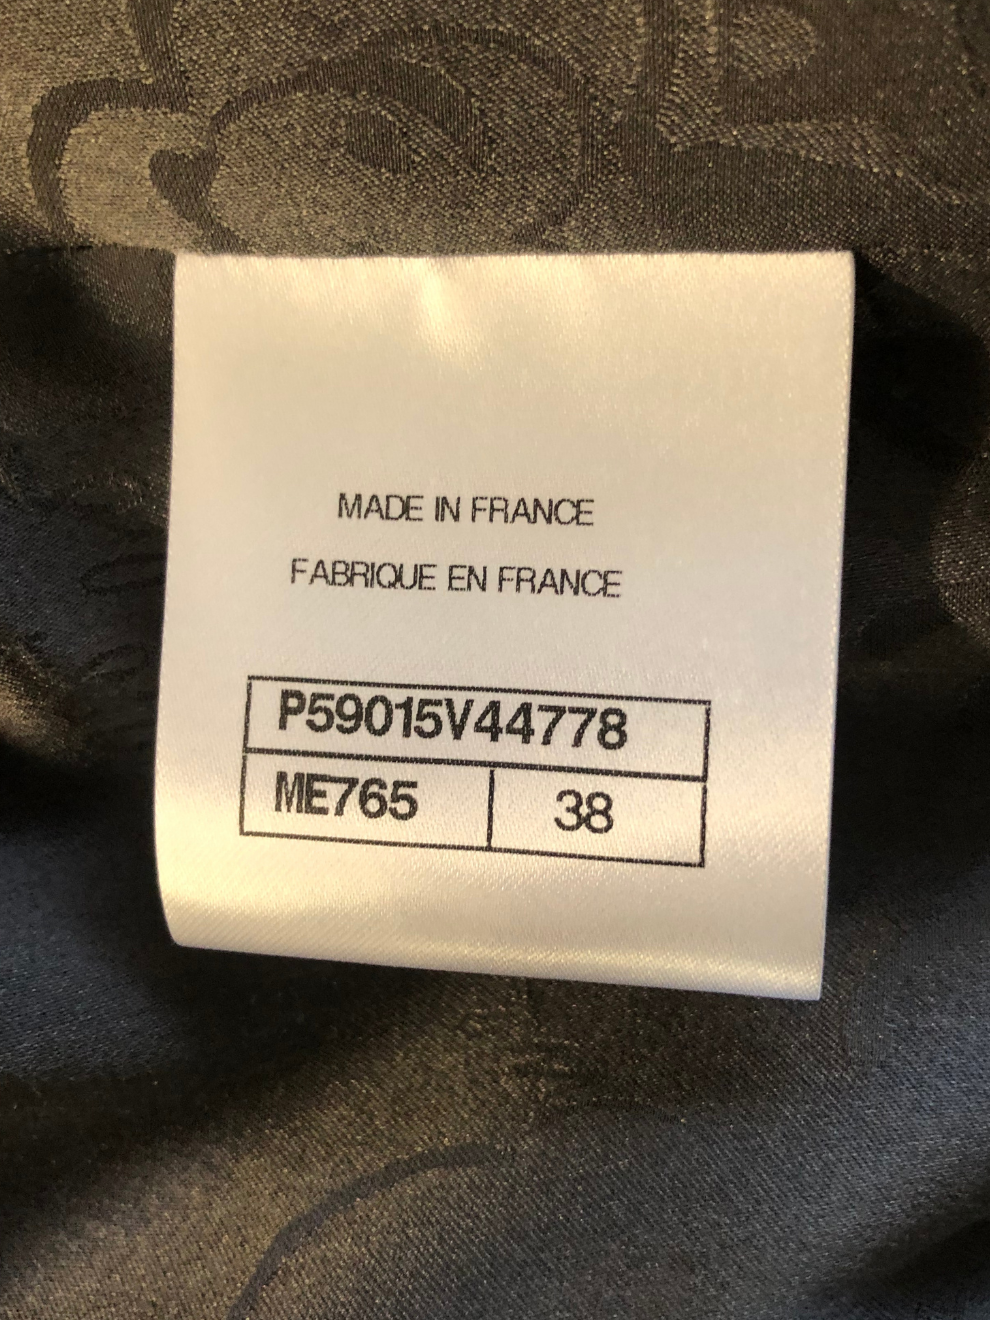 MADE IN FRANCE
FABRIQUE EN FRANCE
P59015V44778
ME765 38